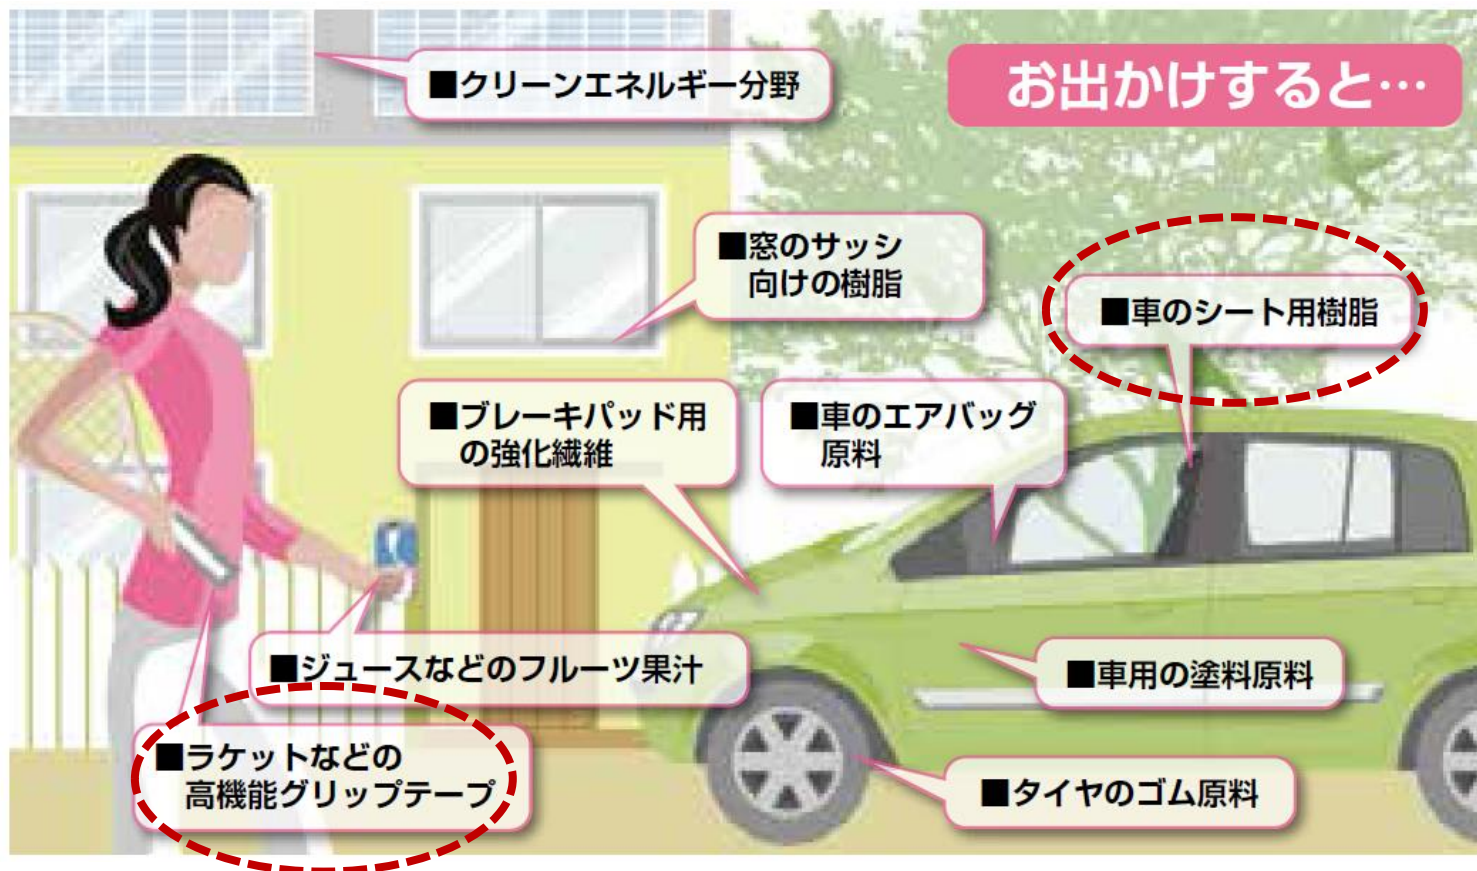 ■クリーンエネルギー分野
お出かけすると…
■窓のサッシ
向けの樹脂
■車のシート用樹脂
■ブレーキパッド用
の強化繊維
■車のエアバッグ
原料
■ジュースなどのフルーツ果汁
■車用の塗料原料
■ラケットなどの
高機能グリップテープ
■タイヤのゴム原料